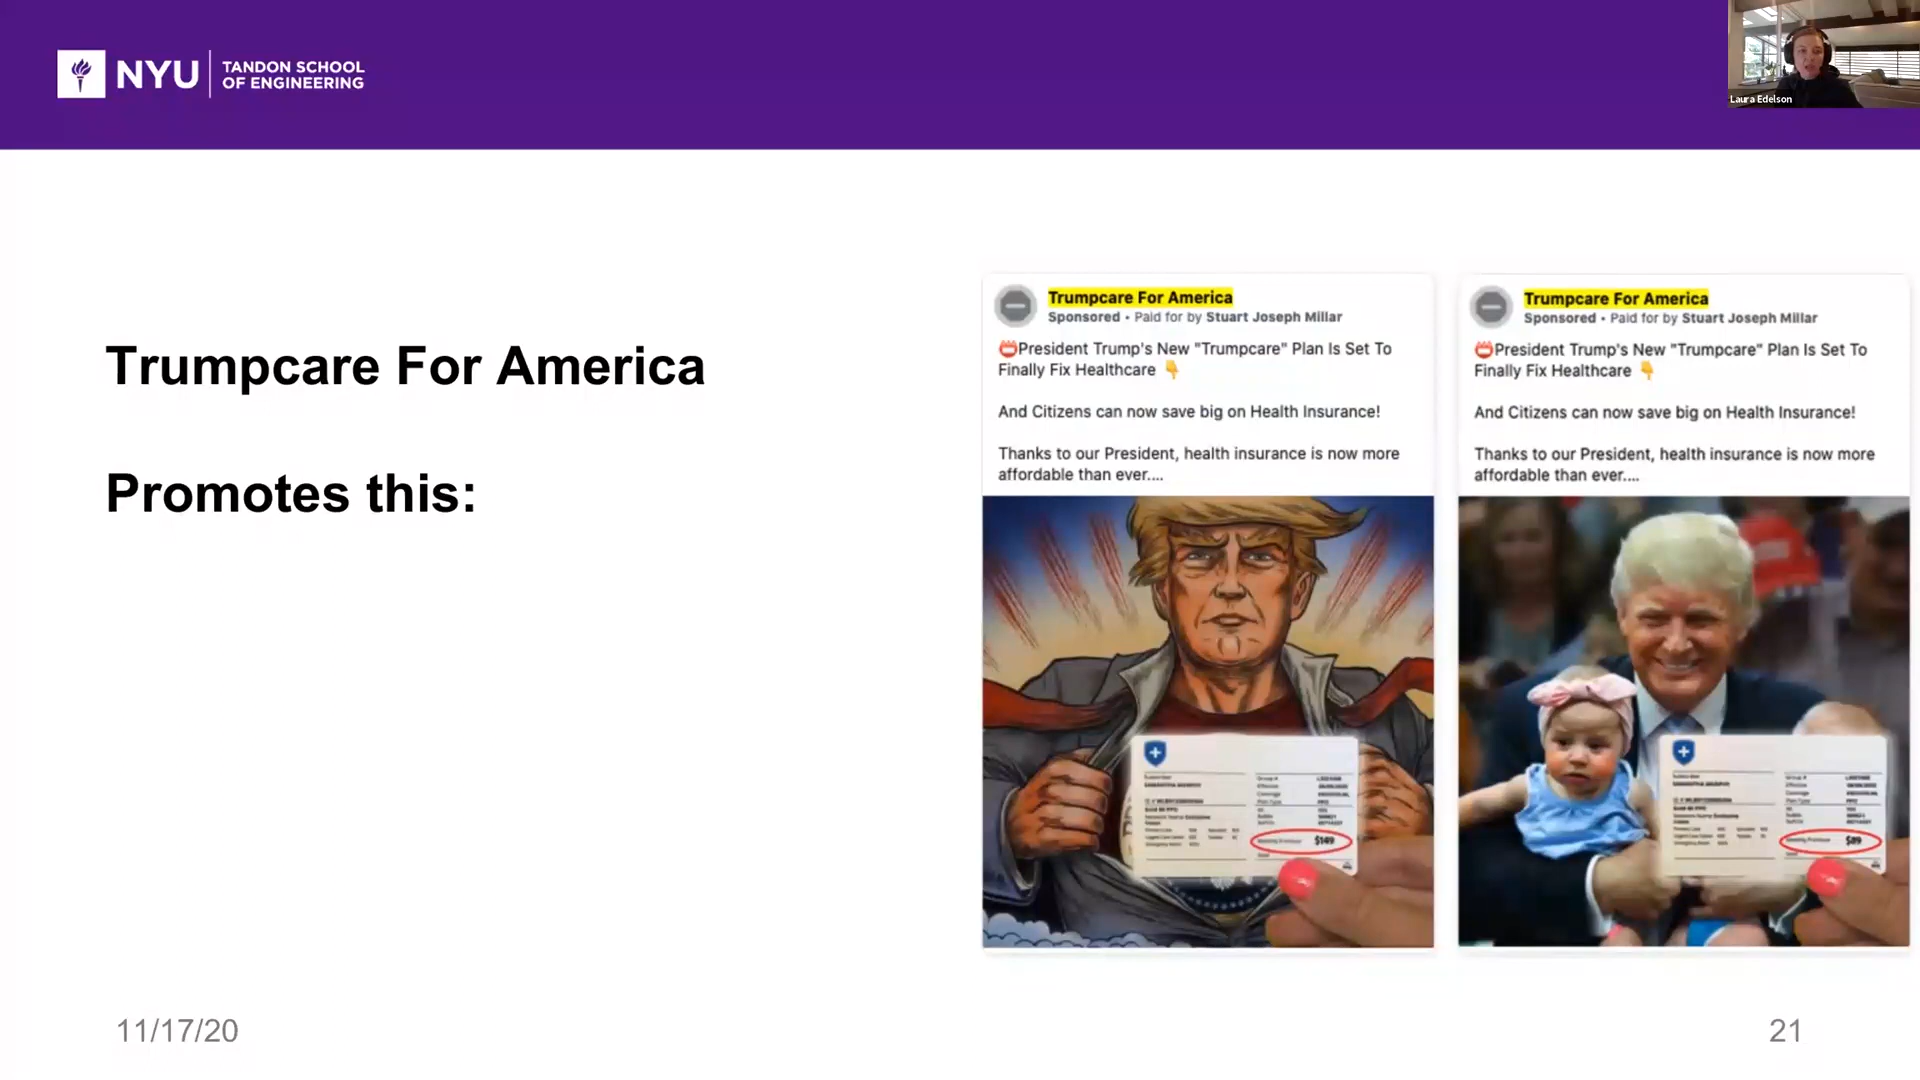 NYU
TANDON SCHOOL
OF ENGINEERING
Laura Edelson
Trumpcare For America
Promotes this:
Trumpcare For America
Sponsored • Paid for by Stuart Joseph Millar
President Trump's New "Trumpcare" Plan Is Set To
Finally Fix Healthcare
And Citizens can now save big on Health Insurance!
Thanks to our President, health insurance is now more
affordable than ever....
$149
Trumpcare For America
Sponsored • Paid for by Stuart Joseph Millar
President Trump's New "Trumpcare" Plan Is Set To
Finally Fix Healthcare
And Citizens can now save big on Health Insurance!
Thanks to our President, health insurance is now more
affordable than ever....
$89
11/17/20
21